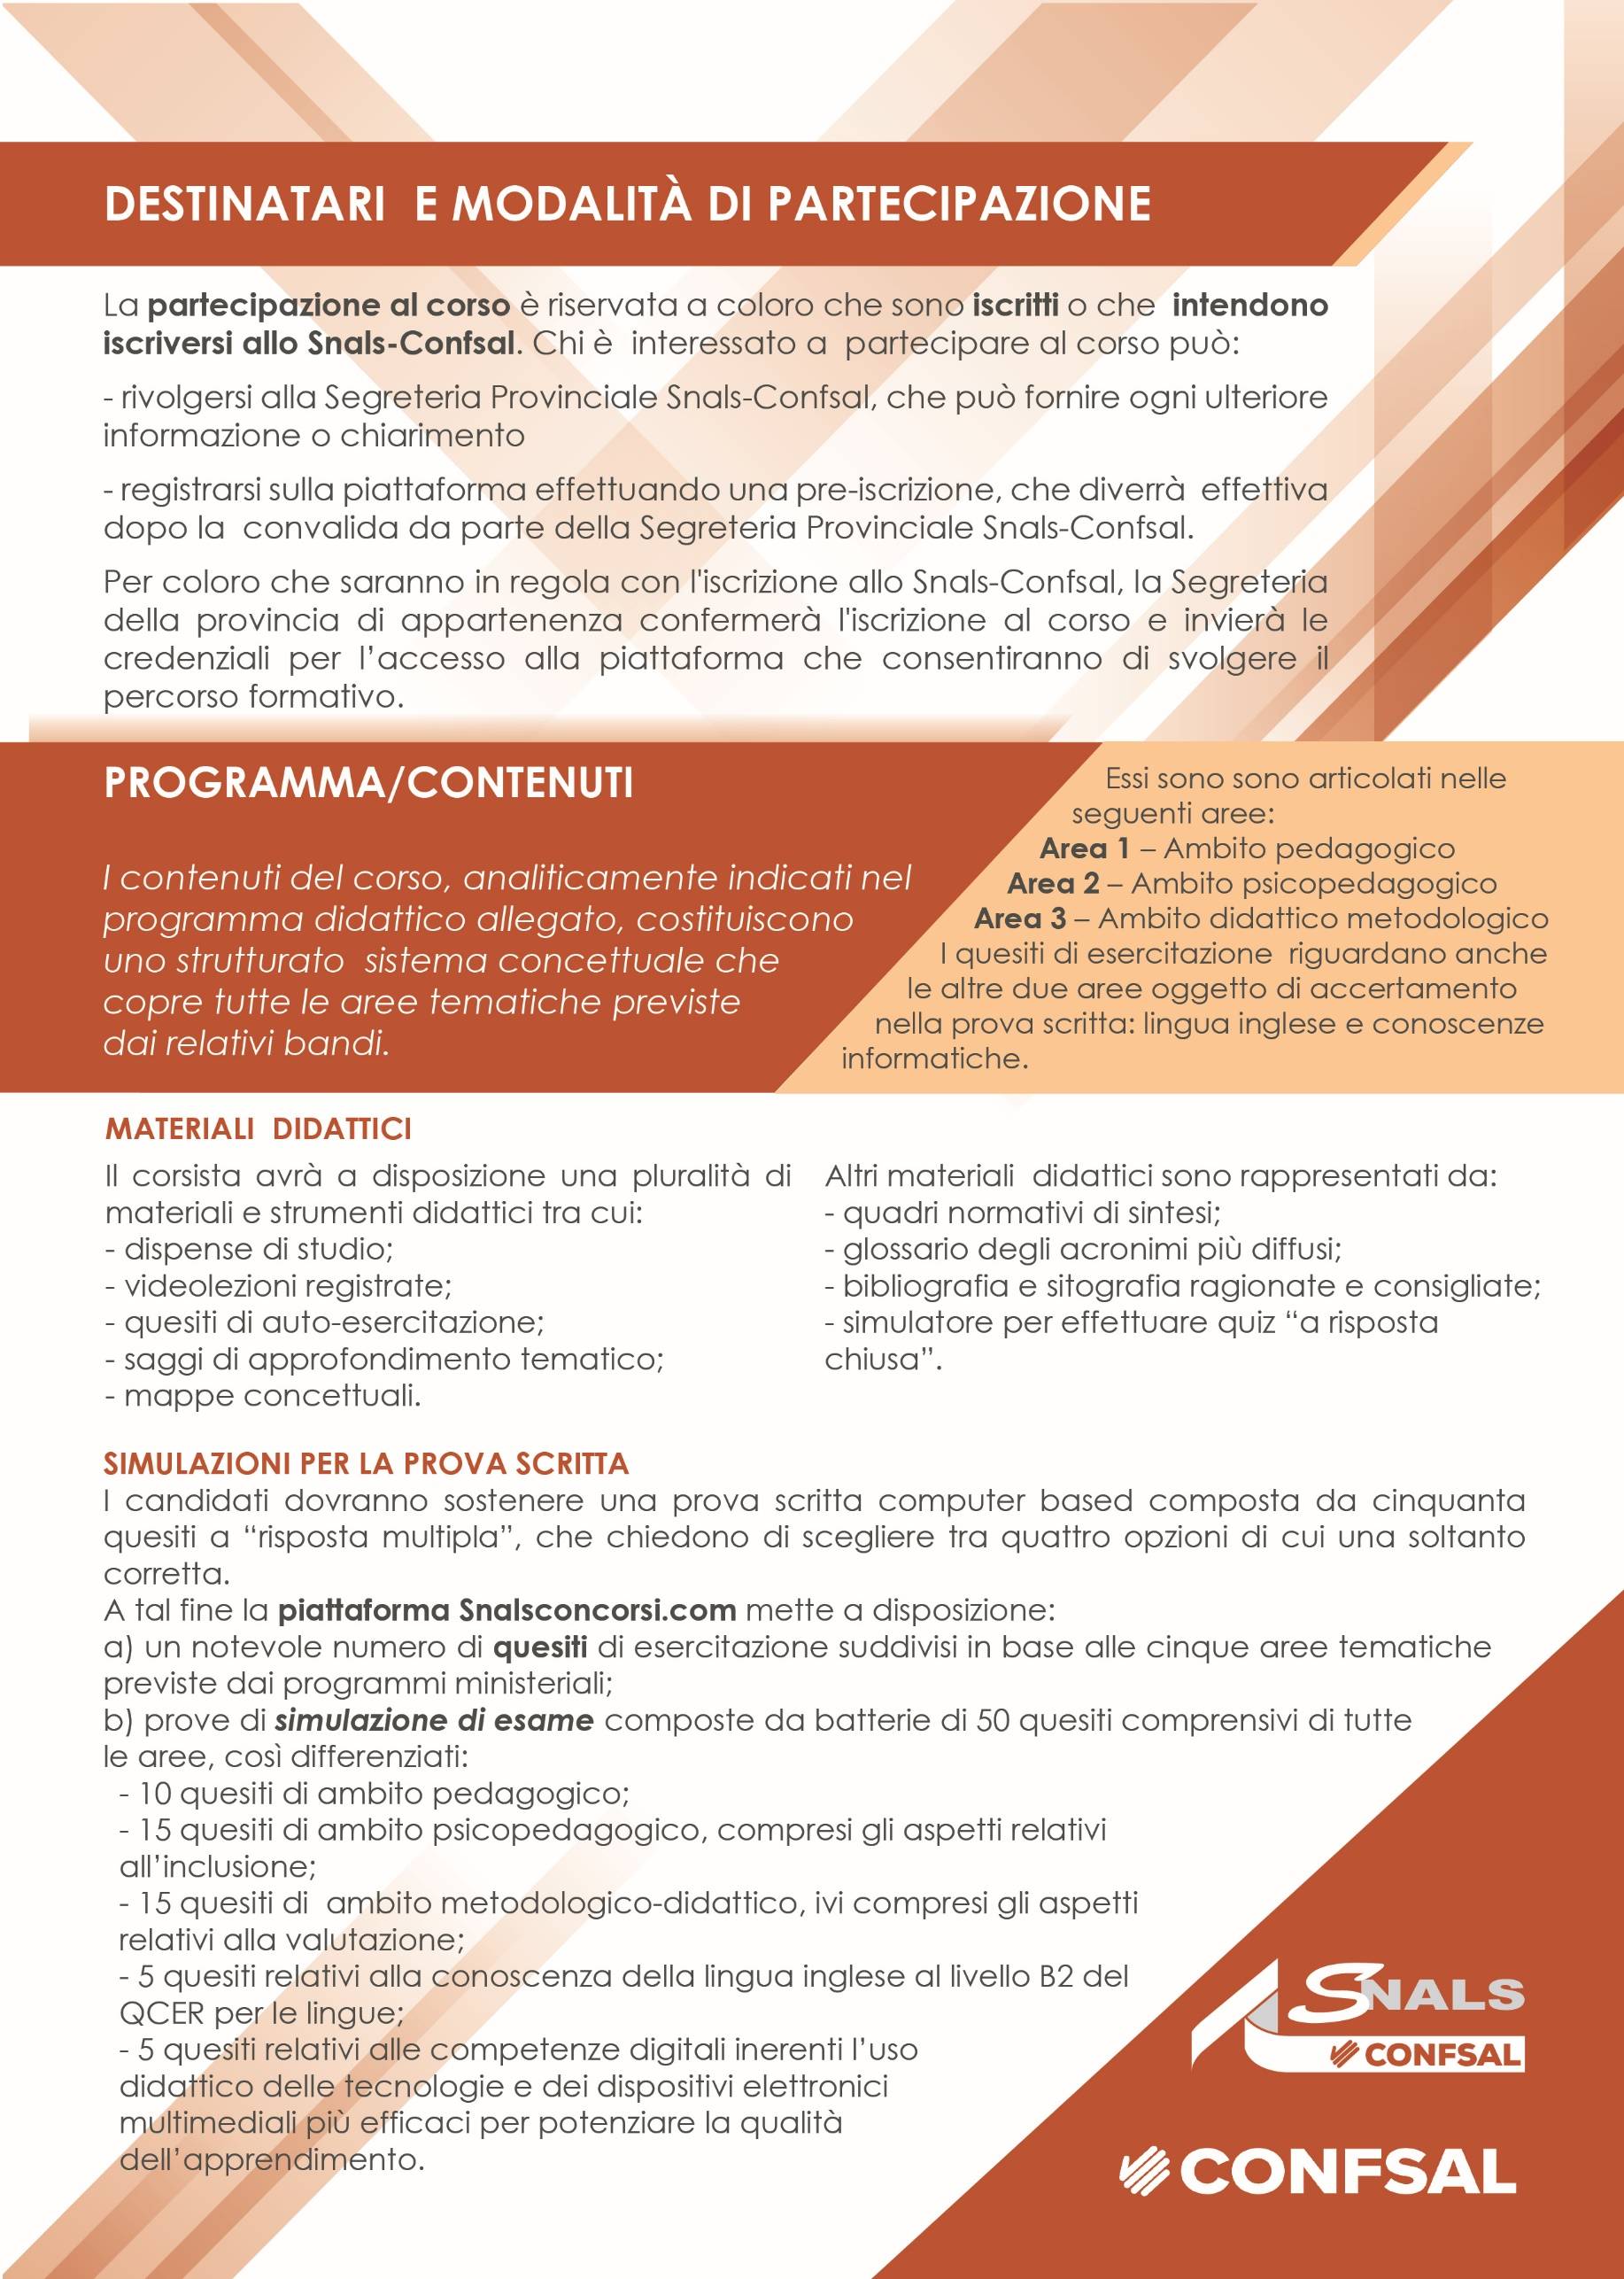 DESTINATARI  E MODALITÀ DI PARTECIPAZIONE
La partecipazione al corso è riservata a coloro che sono iscritti o che  intendono
iscriversi allo Snals-Confsal. Chi è  interessato a  partecipare al corso può:
- rivolgersi alla Segreteria Provinciale Snals-Confsal, che può fornire ogni ulteriore
informazione o chiarimento
- registrarsi sulla piattaforma effettuando una pre-iscrizione, che diverrà  effettiva
dopo la  convalida da parte della Segreteria Provinciale Snals-Confsal.
Per coloro che saranno in regola con l'iscrizione allo Snals-Confsal, la Segreteria
della provincia di appartenenza confermerà l'iscrizione al corso e invierà le
credenziali per l’accesso alla piattaforma che consentiranno di svolgere il
percorso formativo.
PROGRAMMA/CONTENUTI
I contenuti del corso, analiticamente indicati nel
programma didattico allegato, costituiscono
uno strutturato  sistema concettuale che
copre tutte le aree tematiche previste
dai relativi bandi.
Essi sono sono articolati nelle
seguenti aree:
Area 1 – Ambito pedagogico
Area 2 – Ambito psicopedagogico
Area 3 – Ambito didattico metodologico
I quesiti di esercitazione  riguardano anche
le altre due aree oggetto di accertamento
nella prova scritta: lingua inglese e conoscenze
informatiche.
MATERIALI  DIDATTICI
Il corsista avrà a disposizione una pluralità di
materiali e strumenti didattici tra cui:
- dispense di studio;
- videolezioni registrate;
- quesiti di auto-esercitazione;
- saggi di approfondimento tematico;
- mappe concettuali.
Altri materiali  didattici sono rappresentati da:
- quadri normativi di sintesi;
- glossario degli acronimi più diffusi;
- bibliografia e sitografia ragionate e consigliate;
- simulatore per effettuare quiz “a risposta
chiusa”.
SIMULAZIONI PER LA PROVA SCRITTA
I candidati dovranno sostenere una prova scritta computer based composta da cinquanta
quesiti a “risposta multipla”, che chiedono di scegliere tra quattro opzioni di cui una soltanto
corretta.
A tal fine la piattaforma Snalsconcorsi.com mette a disposizione:
a) un notevole numero di quesiti di esercitazione suddivisi in base alle cinque aree tematiche
previste dai programmi ministeriali;
b) prove di simulazione di esame composte da batterie di 50 quesiti comprensivi di tutte
le aree, così differenziati:
- 10 quesiti di ambito pedagogico;
- 15 quesiti di ambito psicopedagogico, compresi gli aspetti relativi
all’inclusione;
- 15 quesiti di  ambito metodologico-didattico, ivi compresi gli aspetti
relativi alla valutazione;
- 5 quesiti relativi alla conoscenza della lingua inglese al livello B2 del
QCER per le lingue;
- 5 quesiti relativi alle competenze digitali inerenti l’uso
didattico delle tecnologie e dei dispositivi elettronici
multimediali più efficaci per potenziare la qualità
dell’apprendimento.
SNALS
CONFSAL
CONFSAL